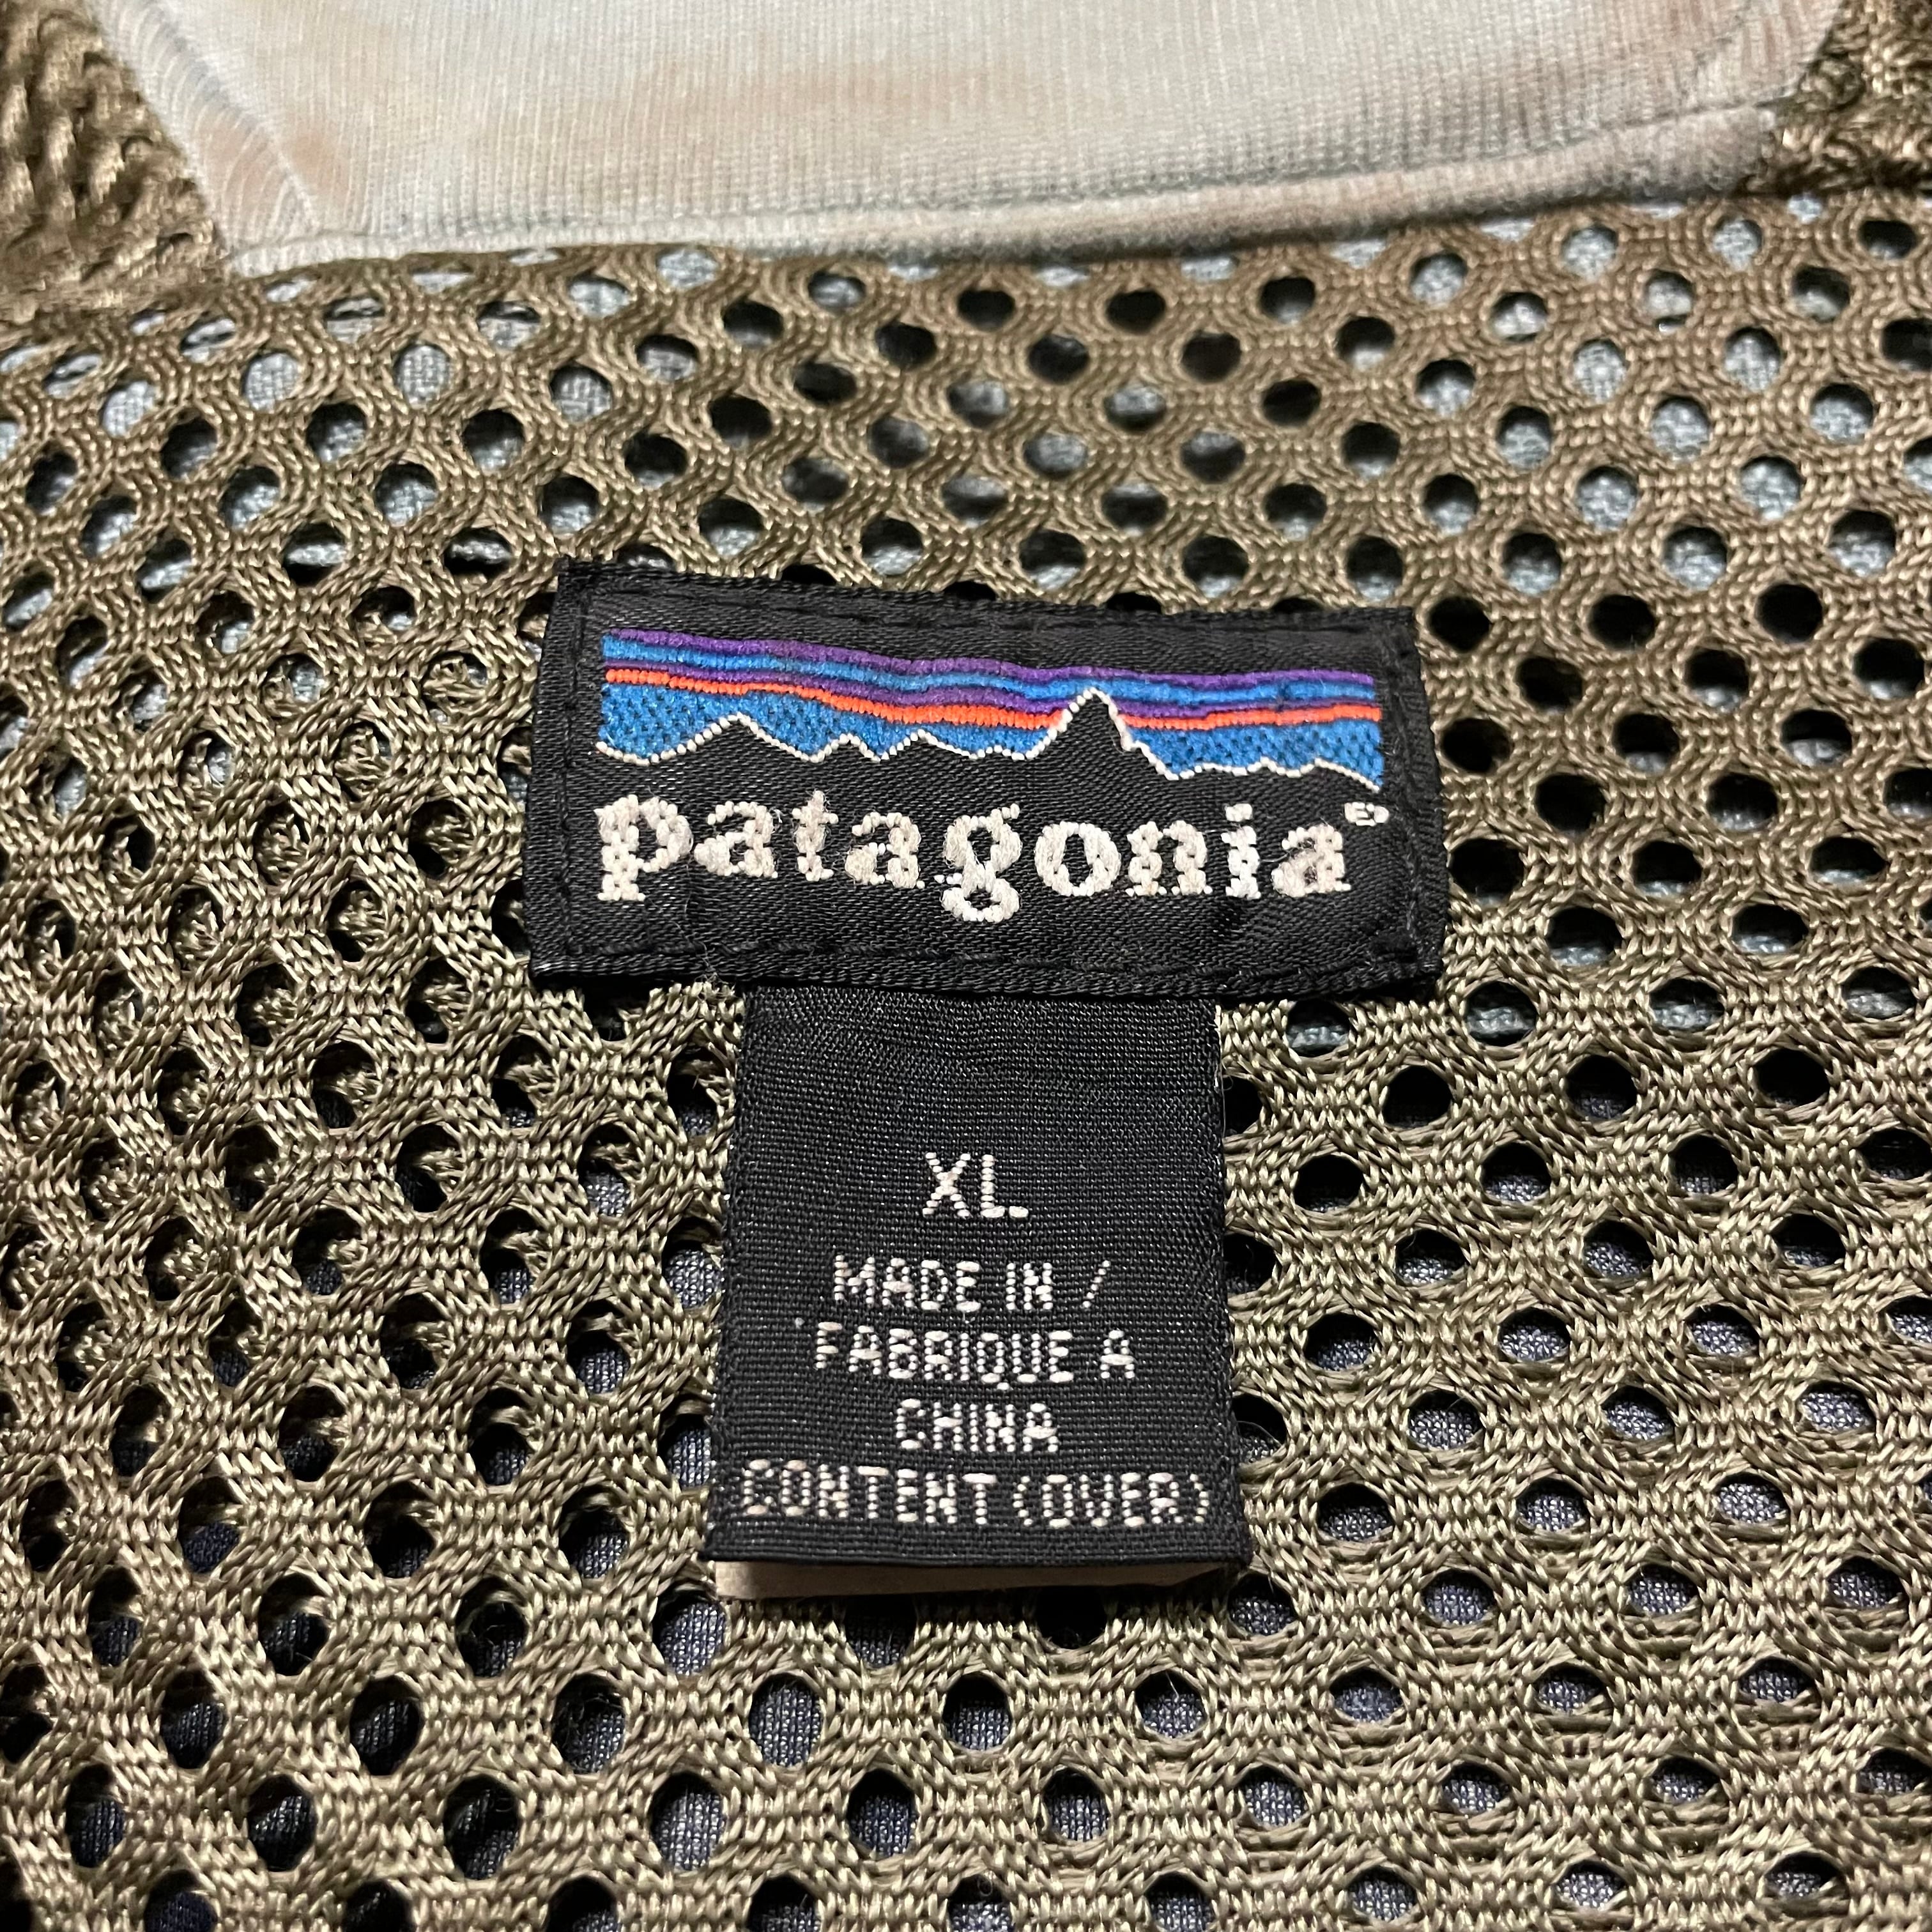 patagonia®
XL
MADE IN /
FABRIQUE A
CHINA
CONTENT (OVER)